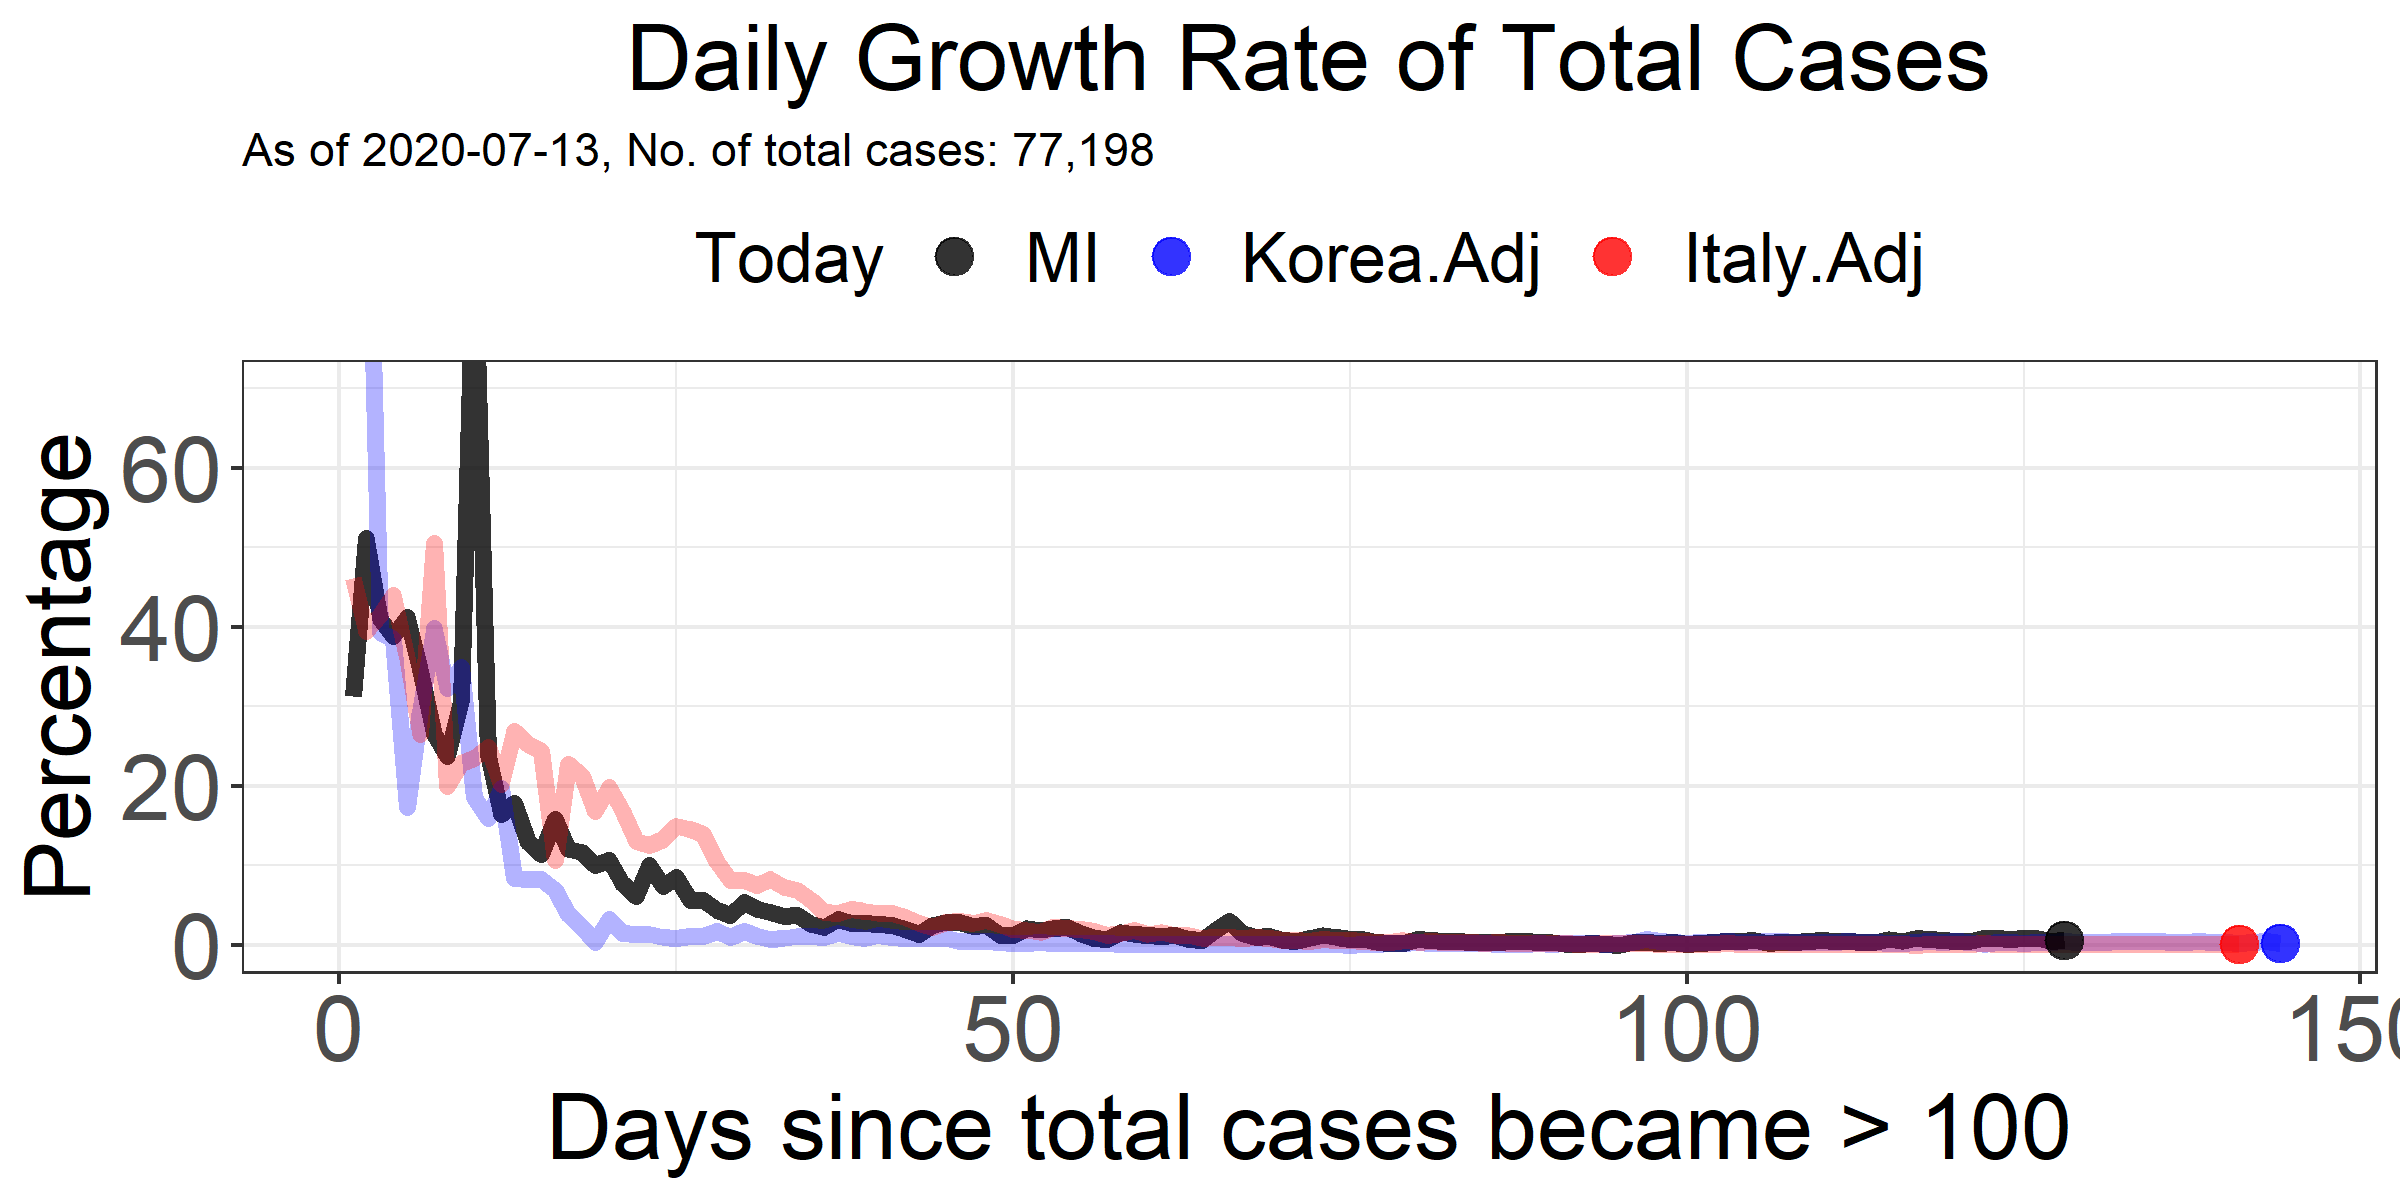 Daily Growth Rate of Total Cases
As of 2020-07-13, No. of total cases: 77,198
Today MI Korea.Adj Italy.Adj
Percentage
60
40
20
0
0 50 100 150
Days since total cases became > 100